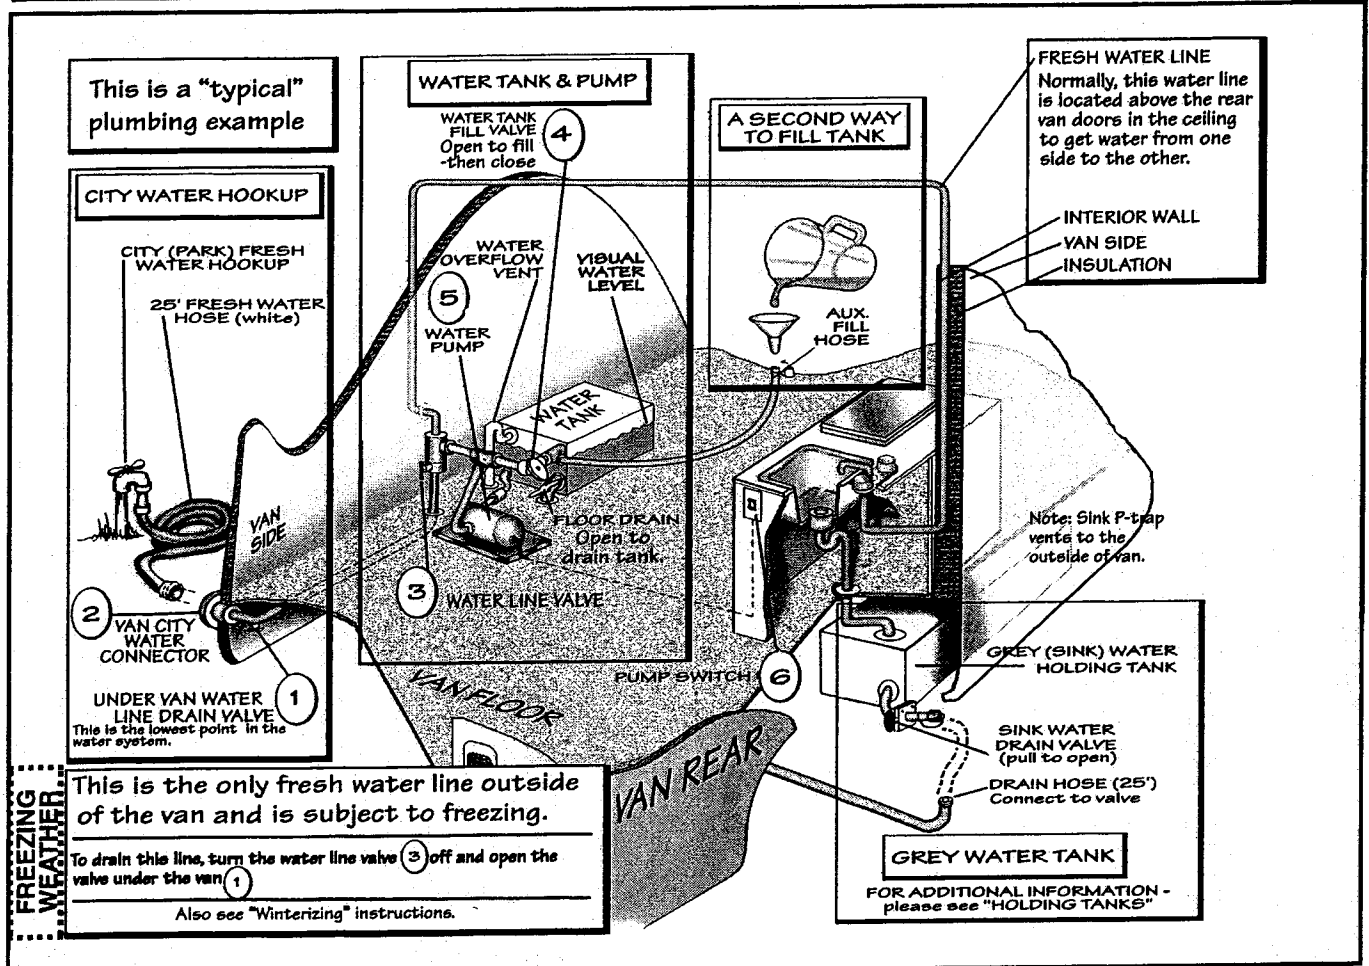 This is a "typical"
plumbing example
CITY WATER HOOKUP
CITY (PARK) FRESH
WATER HOOKUP
25' FRESH WATER
HOSE (white)
VAN
SIDE
2
VAN CITY
WATER
CONNECTOR
1
UNDER VAN WATER
LINE DRAIN VALVE
This is the lowest point in the
water system.
WATER TANK & PUMP
WATER TANK
FILL VALVE
Open to fill
-then close
4
WATER
OVERFLOW
VENT
VISUAL
WATER
LEVEL
5
WATER
PUMP
WATER
TANK
FLOOR DRAIN
Open to
drain tank.
3
WATER LINE VALVE
A SECOND WAY
TO FILL TANK
AUX.
FILL
HOSE
FRESH WATER LINE
Normally, this water line
is located above the rear
van doors in the ceiling
to get water from one
side to the other.
INTERIOR WALL
VAN SIDE
INSULATION
Note: Sink P-trap
vents to the
outside of van.
PUMP SWITCH
6
VAN FLOOR
VAN REAR
GREY (SINK) WATER
HOLDING TANK
SINK WATER
DRAIN VALVE
(pull to open)
DRAIN HOSE (25')
Connect to valve
GREY WATER TANK
FOR ADDITIONAL INFORMATION -
please see "HOLDING TANKS"
FREEZING
WEATHER
This is the only fresh water line outside
of the van and is subject to freezing.
To drain this line, turn the water line valve 3 off and open the
valve under the van 1
Also see "Winterizing" instructions.